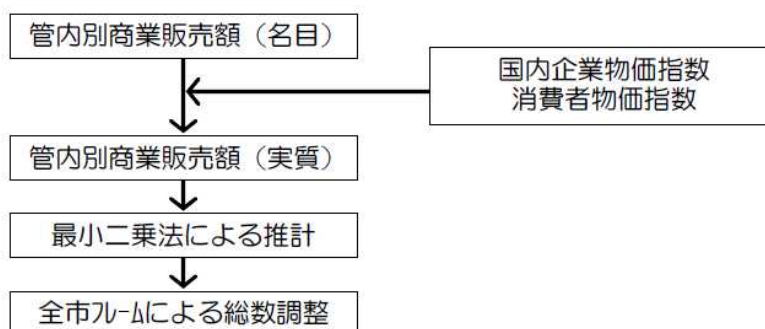 管内別商業販売額（名目）
国内企業物価指数
消費者物価指数
管内別商業販売額（実質）
最小二乗法による推計
全市ﾌﾚｰﾑによる総数調整